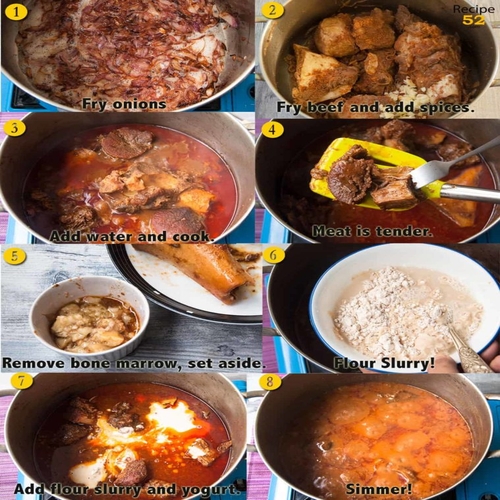 1
Fry onions
2
Recipe
52
Fry beef and add spices.
3
Add water and cook.
4
Meat is tender.
5
Remove bone marrow, set aside.
6
Flour Slurry!
7
Add flour slurry and yogurt.
8
Simmer!